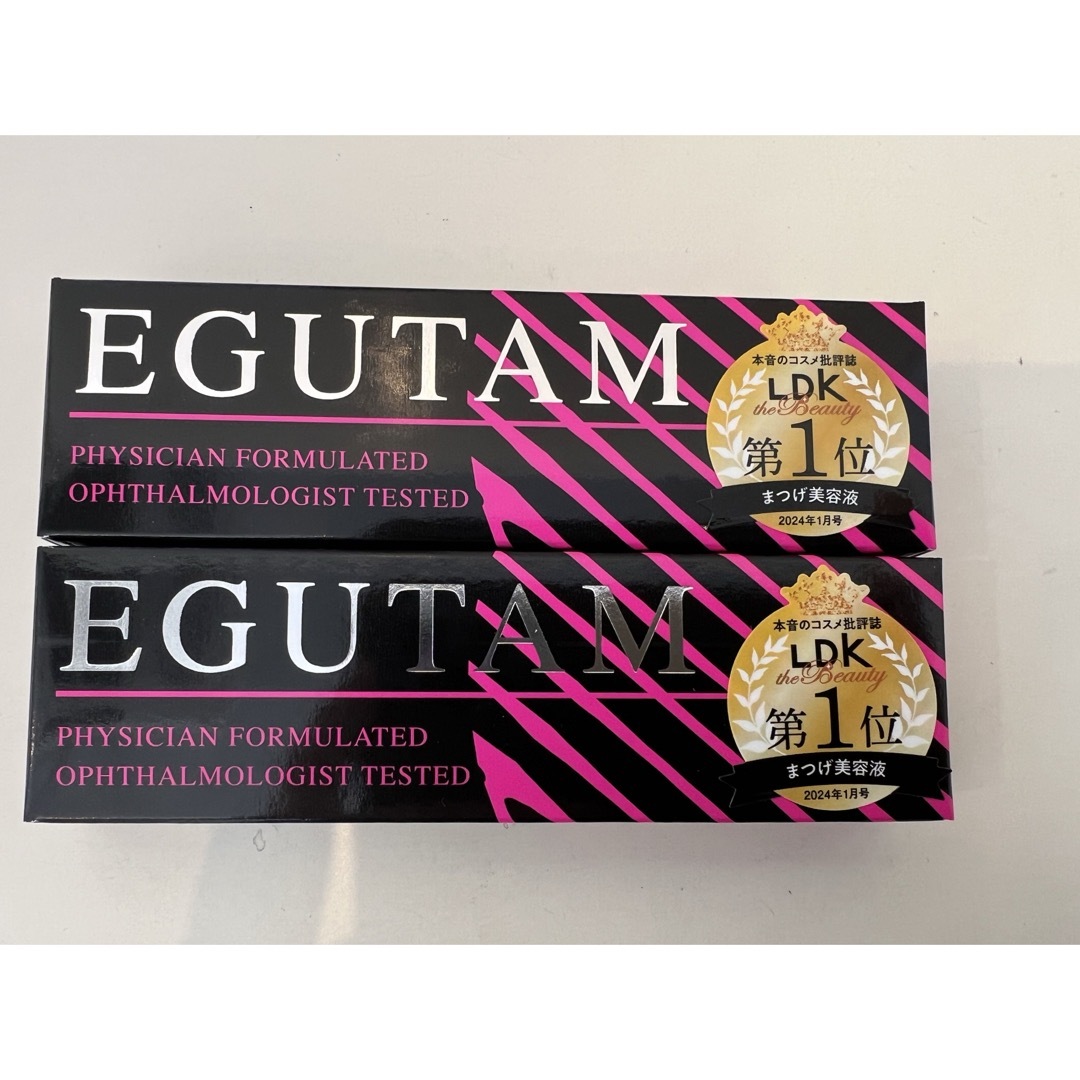 EGUTAM
PHYSICIAN FORMULATED
OPHTHALMOLOGIST TESTED
本音のコスメ批評誌
LDK
the Beauty
第1位
まつげ美容液
2024年1月号
EGUTAM
PHYSICIAN FORMULATED
OPHTHALMOLOGIST TESTED
本音のコスメ批評誌
LDK
the Beauty
第1位
まつげ美容液
2024年1月号